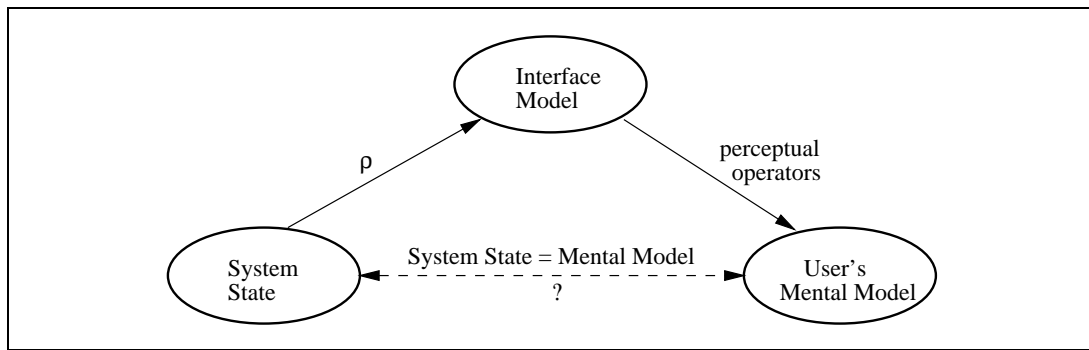 Interface
Model
ρ
perceptual
operators
System State = Mental Model
?
System
State
User's
Mental Model